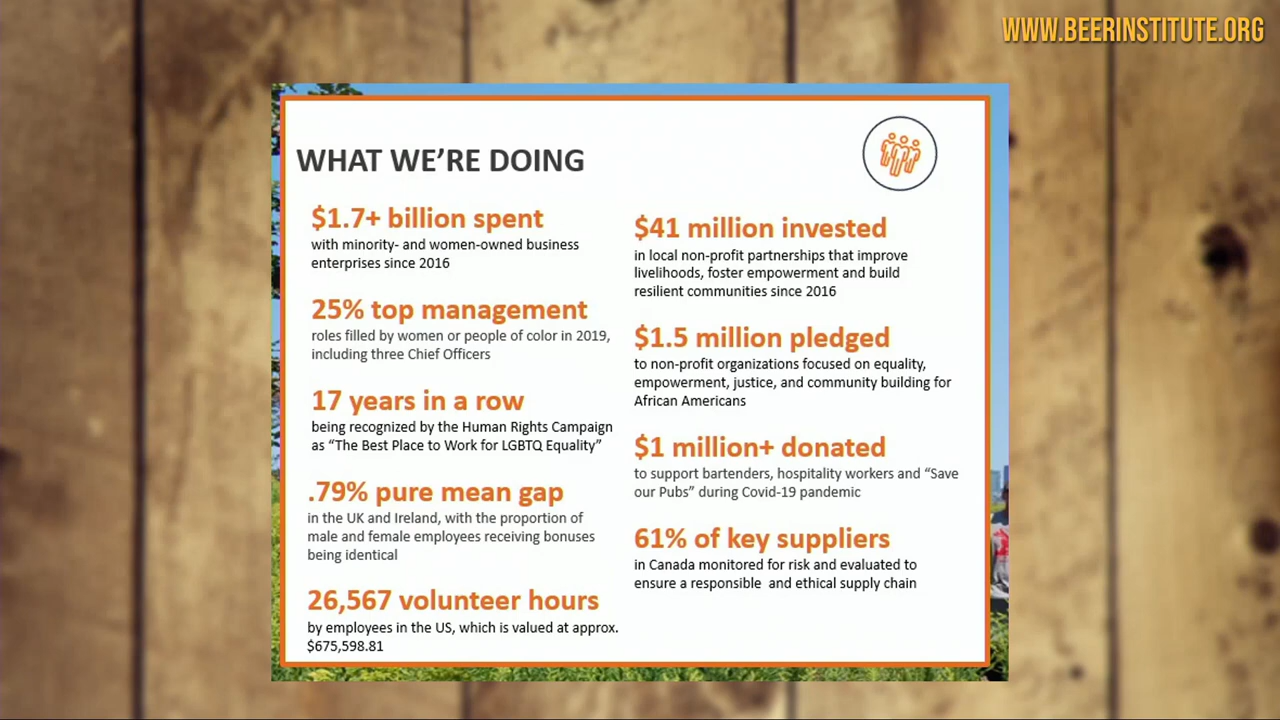 WWW.BEERINSTITUTE.ORG
WHAT WE'RE DOING
$1.7+ billion spent
with minority- and women-owned business
enterprises since 2016
25% top management
roles filled by women or people of color in 2019,
including three Chief Officers
17 years in a row
being recognized by the Human Rights Campaign
as “The Best Place to Work for LGBTQ Equality”
.79% pure mean gap
in the UK and Ireland, with the proportion of
male and female employees receiving bonuses
being identical
26,567 volunteer hours
by employees in the US, which is valued at approx.
$675,598.81
$41 million invested
in local non-profit partnerships that improve
livelihoods, foster empowerment and build
resilient communities since 2016
$1.5 million pledged
to non-profit organizations focused on equality,
empowerment, justice, and community building for
African Americans
$1 million+ donated
to support bartenders, hospitality workers and “Save
our Pubs” during Covid-19 pandemic
61% of key suppliers
in Canada monitored for risk and evaluated to
ensure a responsible  and ethical supply chain